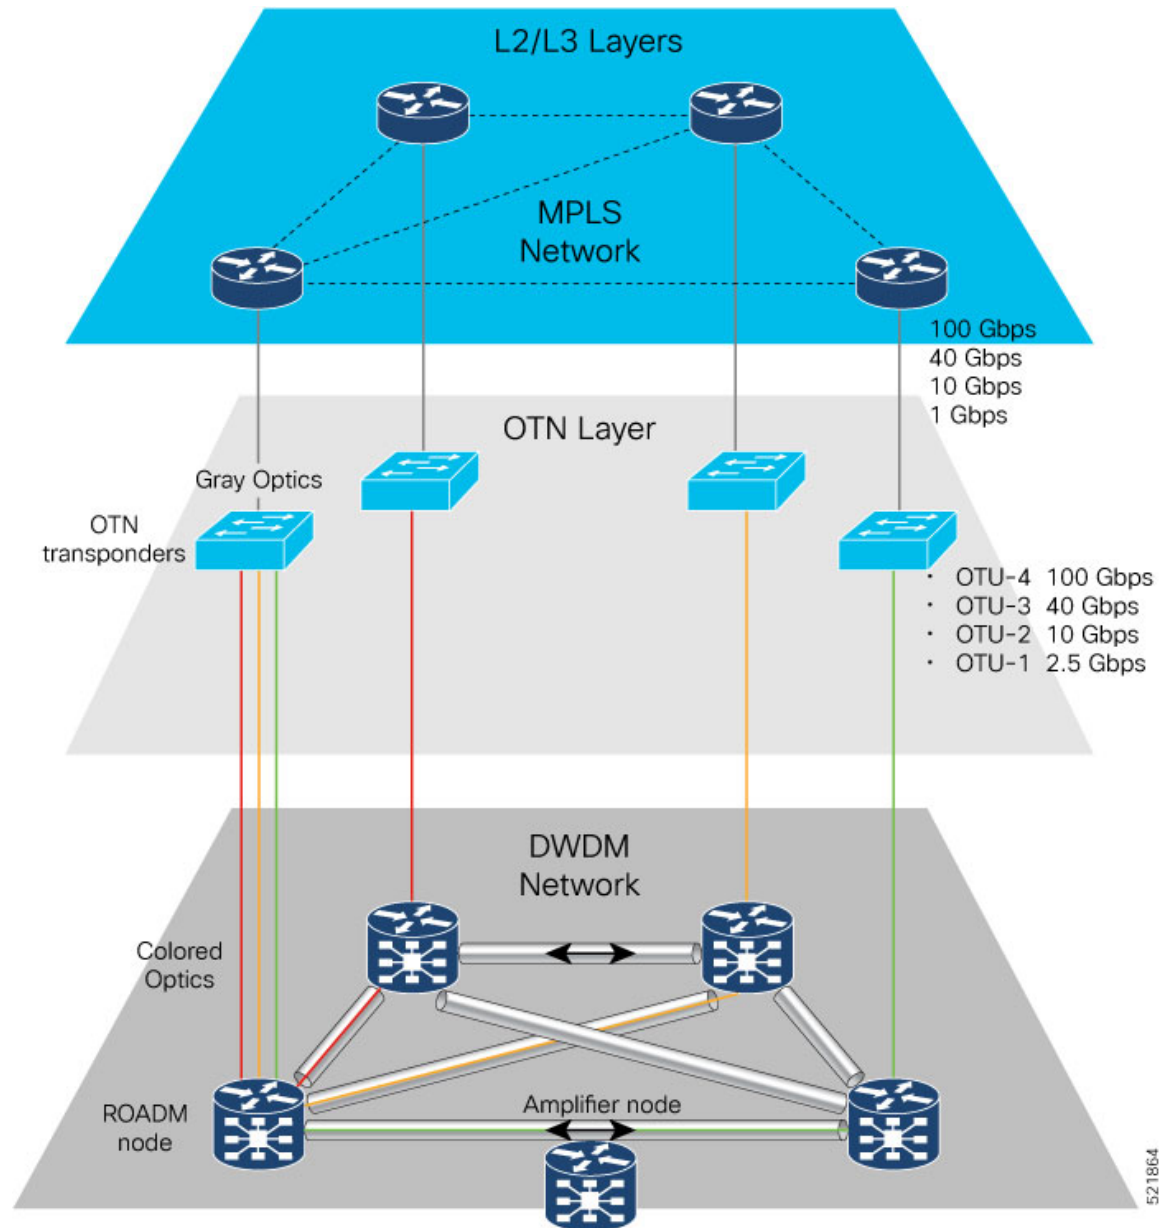 L2/L3 Layers
MPLS
Network
100 Gbps
40 Gbps
10 Gbps
1 Gbps
OTN Layer
Gray Optics
OTN
transponders
· OTU-4 100 Gbps
· OTU-3 40 Gbps
· OTU-2 10 Gbps
· OTU-1 2.5 Gbps
DWDM
Network
Colored
Optics
Amplifier node
ROADM
node
521864